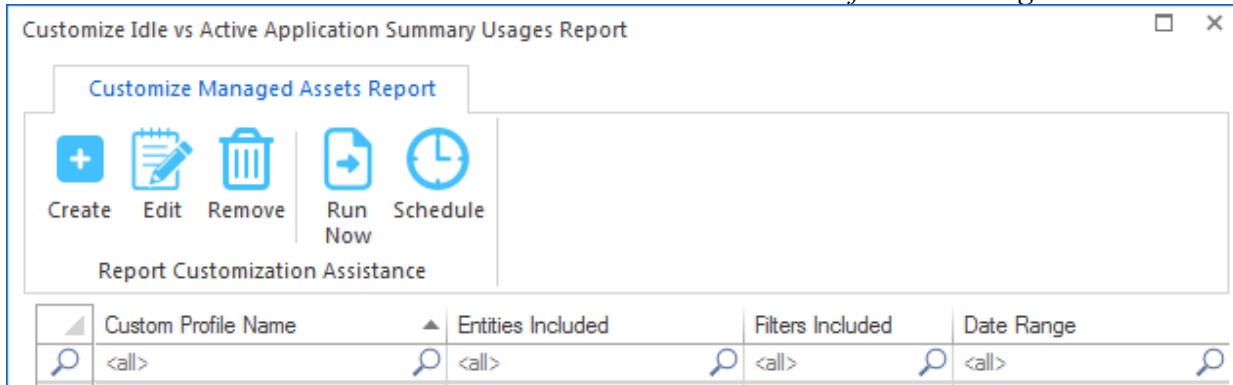 Customize Idle vs Active Application Summary Usages Report
Customize Managed Assets Report
Create Edit Remove Run Now Schedule
Report Customization Assistance
Custom Profile Name Entities Included Filters Included Date Range
<all> <all> <all> <all>